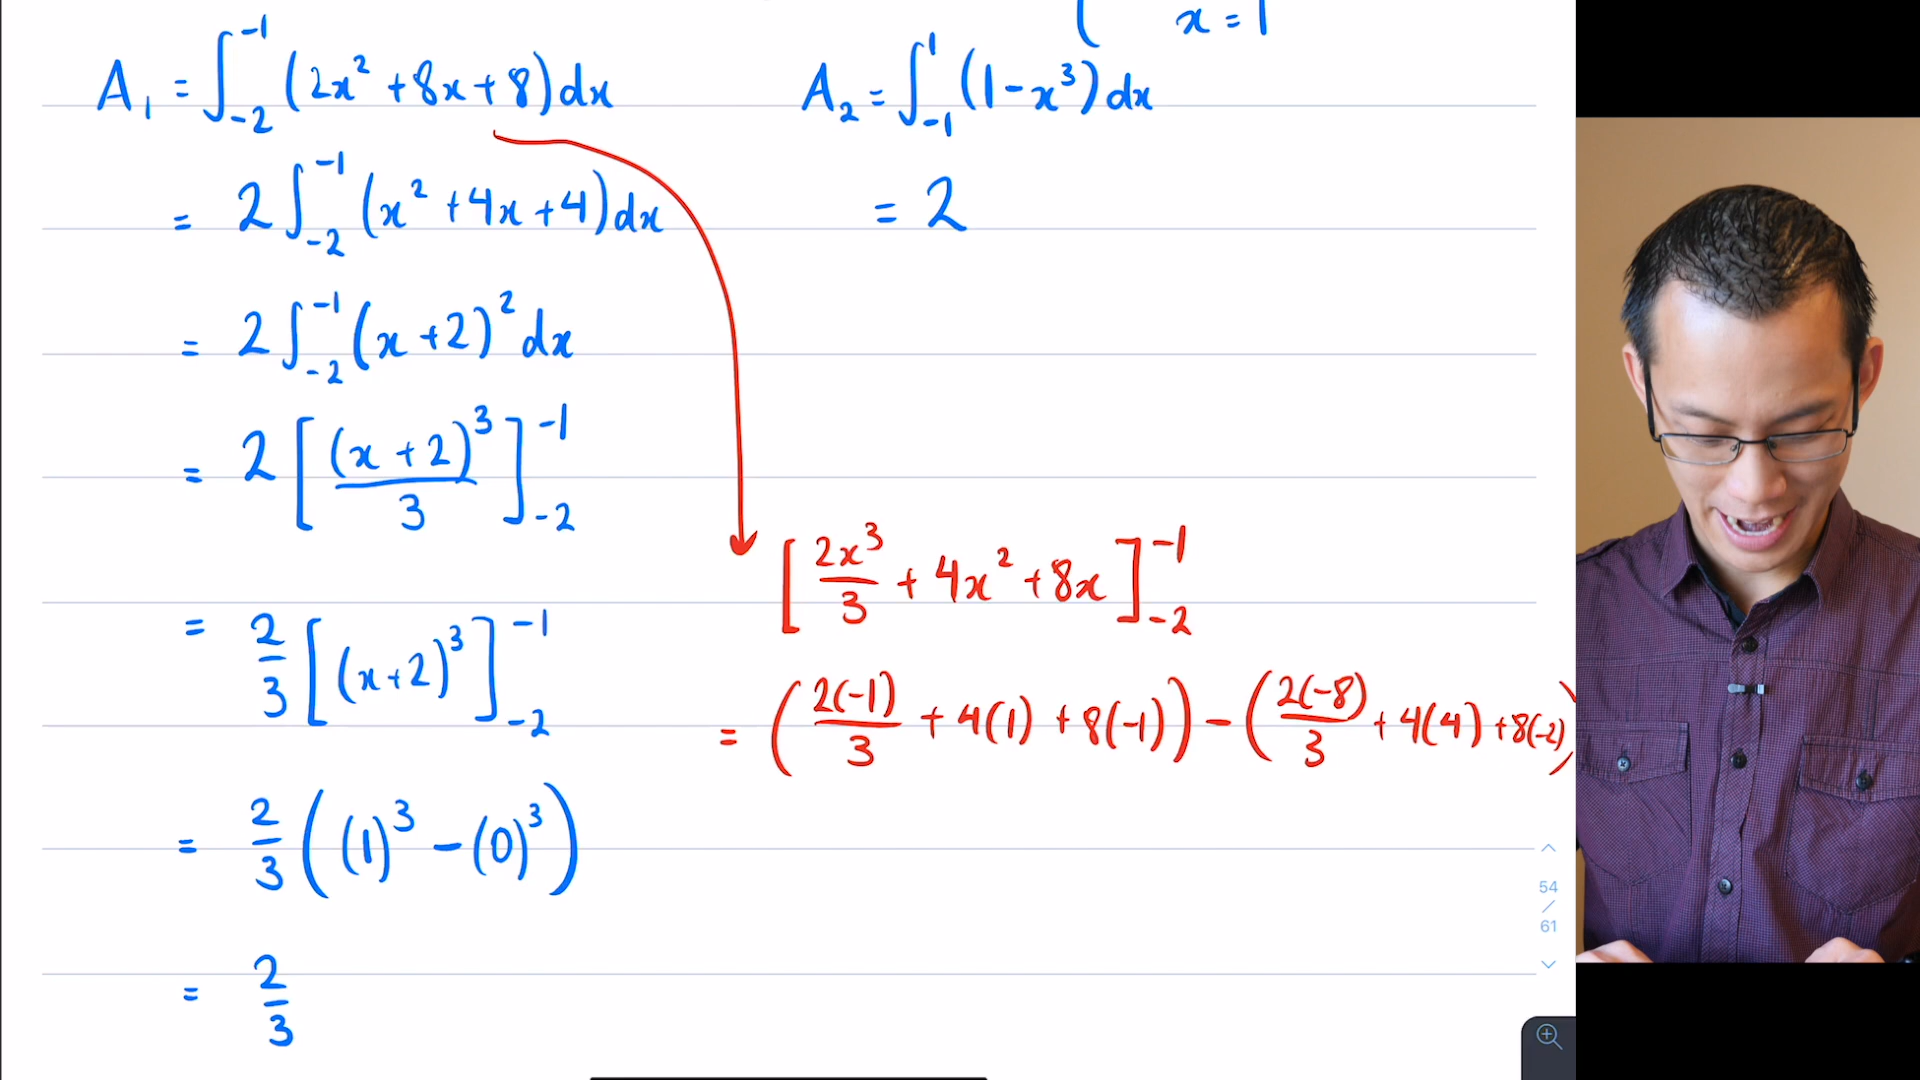 x = 1
A₁ = ∫₋₂⁻¹ (2x² + 8x + 8) dx
= 2 ∫₋₂⁻¹ (x² + 4x + 4) dx
= 2 ∫₋₂⁻¹ (x + 2)² dx
= 2 [ (x + 2)³ / 3 ]₋₂⁻¹
= 2/3 [ (x+2)³ ]₋₂⁻¹
= 2/3 ( (1)³ − (0)³ )
= 2/3
A₂ = ∫₋₁¹ (1 − x³) dx
= 2
[ 2x³/3 + 4x² + 8x ]₋₂⁻¹
= ( 2(−1)/3 + 4(1) + 8(−1) ) − ( 2(−8)/3 + 4(4) + 8(−2) )
54
/
61